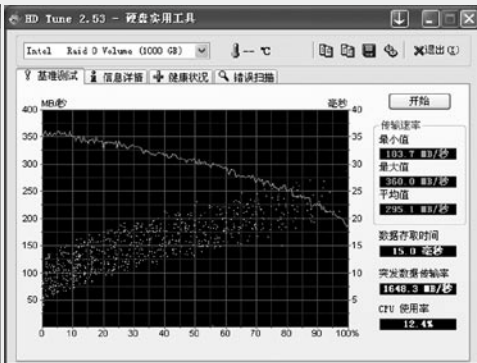 HD Tune 2.53 - 硬盘实用工具
Intel Raid 0 Volume (1000 GB)
-- ℃
退出(X)
基准测试 信息详情 健康状况 错误扫描
MB/秒 毫秒
开始
400 40
350 35
300 30
250 25
200 20
150 15
100 10
50 5
0 10 20 30 40 50 60 70 80 90 100%
传输速率
最小值
183.7 MB/秒
最大值
360.0 MB/秒
平均值
295.1 MB/秒
数据存取时间
15.0 毫秒
突发数据传输率
1648.3 MB/秒
CPU 使用率
12.4%